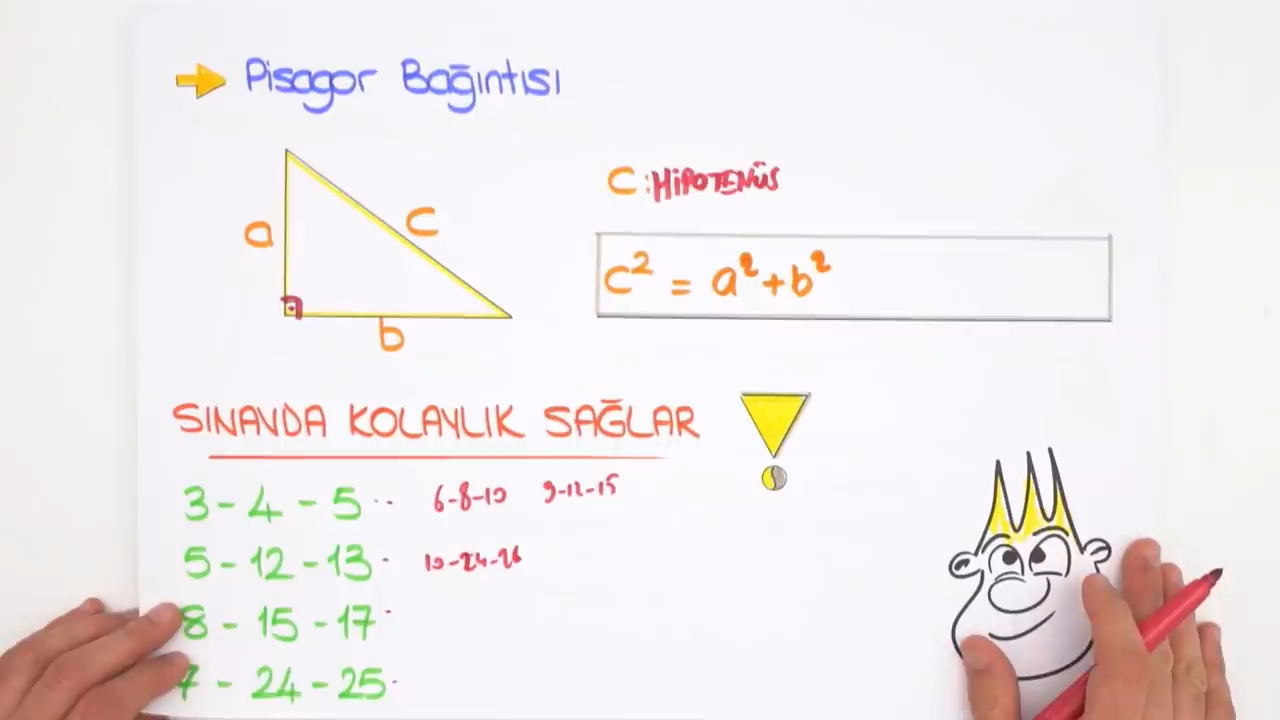 Pisagor Bağıntısı
a
c
b
C: HİPOTENÜS
c² = a² + b²
SINAVDA KOLAYLIK SAĞLAR
3 - 4 - 5 6-8-10 9-12-15
5 - 12 - 13 10-24-26
8 - 15 - 17
7 - 24 - 25